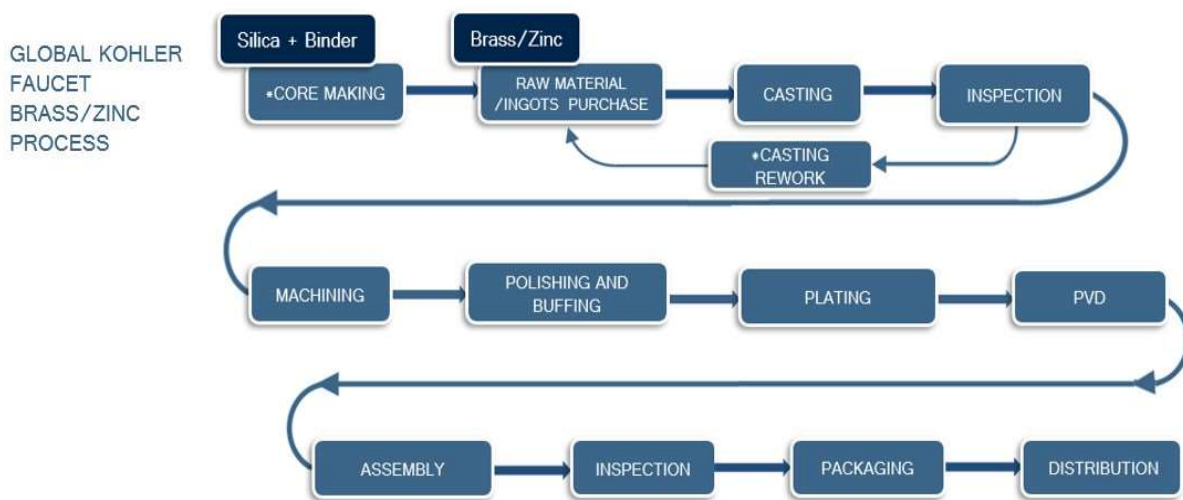 GLOBAL KOHLER
FAUCET
BRASS/ZINC
PROCESS
Silica + Binder
*CORE MAKING
Brass/Zinc
RAW MATERIAL
/INGOTS PURCHASE
CASTING
INSPECTION
*CASTING
REWORK
MACHINING
POLISHING AND
BUFFING
PLATING
PVD
ASSEMBLY
INSPECTION
PACKAGING
DISTRIBUTION